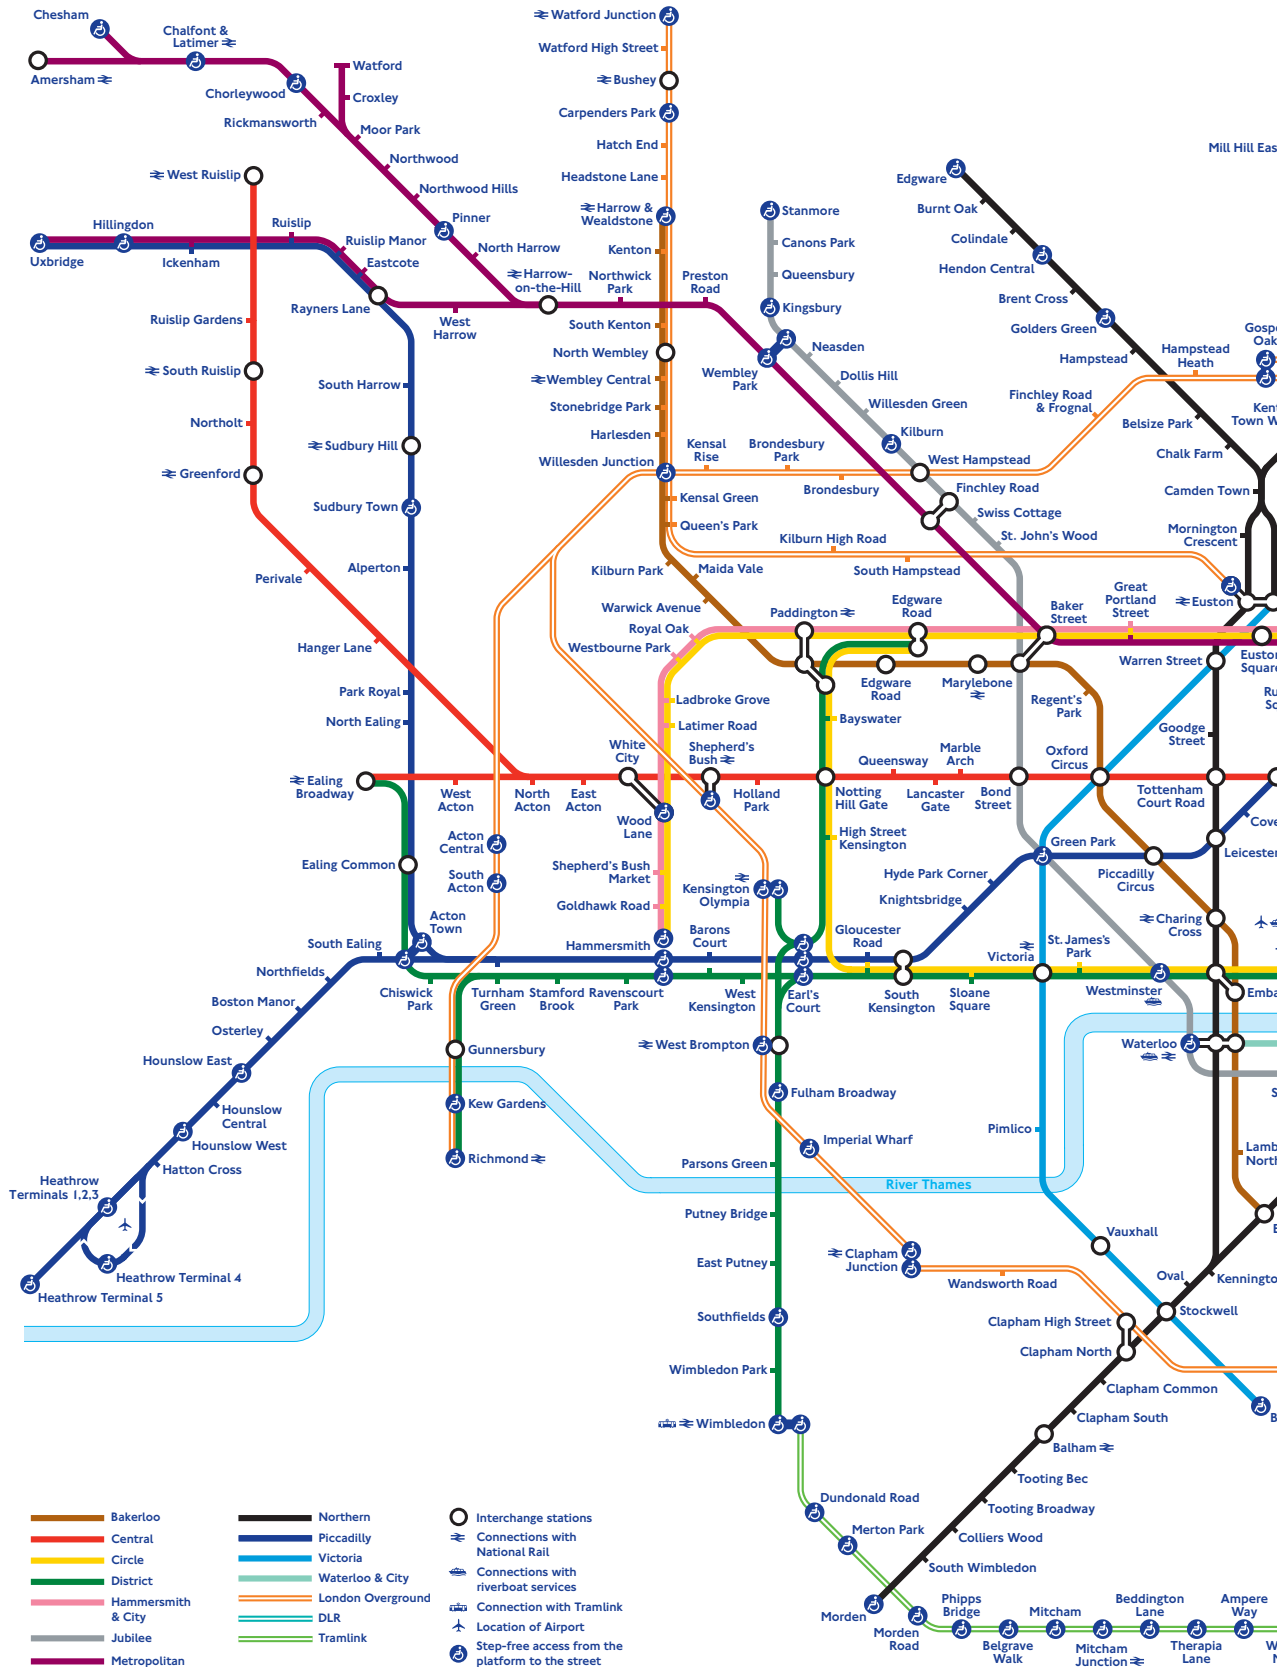 Chesham
Chalfont &
Latimer
Amersham
Chorleywood
Rickmansworth
Watford
Croxley
Moor Park
Northwood
Northwood Hills
Pinner
North Harrow
Harrow-
on-the-Hill
Watford Junction
Watford High Street
Bushey
Carpenders Park
Hatch End
Headstone Lane
Harrow &
Wealdstone
Kenton
Northwick
Park
Preston
Road
South Kenton
North Wembley
Wembley Central
Stonebridge Park
Harlesden
Willesden Junction
Kensal Green
Queen's Park
Kilburn Park
Maida Vale
Warwick Avenue
Royal Oak
Westbourne Park
Ladbroke Grove
Latimer Road
West Ruislip
Hillingdon
Uxbridge
Ickenham
Ruislip
Ruislip Manor
Eastcote
Rayners Lane
West
Harrow
Ruislip Gardens
South Ruislip
Northolt
Greenford
Perivale
Hanger Lane
South Harrow
Sudbury Hill
Sudbury Town
Alperton
Park Royal
North Ealing
Stanmore
Canons Park
Queensbury
Kingsbury
Wembley
Park
Neasden
Dollis Hill
Willesden Green
Kilburn
West Hampstead
Finchley Road
Swiss Cottage
St. John's Wood
Kensal
Rise
Brondesbury
Park
Brondesbury
Kilburn High Road
South Hampstead
Finchley Road
& Frognal
Hampstead
Heath
Gospe
Oak
Kent
Town W
Mill Hill Eas
Edgware
Burnt Oak
Colindale
Hendon Central
Brent Cross
Golders Green
Hampstead
Belsize Park
Chalk Farm
Camden Town
Mornington
Crescent
Euston
Great
Portland
Street
Baker
Street
Edgware
Road
Paddington
Edgware
Road
Marylebone
Regent's
Park
Warren Street
Euston
Square
Ru
Sq
Goodge
Street
Bayswater
White
City
Shepherd's
Bush
Wood
Lane
Holland
Park
Notting
Hill Gate
Queensway
Lancaster
Gate
Marble
Arch
Bond
Street
Oxford
Circus
Tottenham
Court Road
Ealing
Broadway
West
Acton
North
Acton
East
Acton
Acton
Central
South
Acton
Ealing Common
Acton
Town
South Ealing
Northfields
Boston Manor
Osterley
Hounslow East
Hounslow
Central
Hounslow West
Hatton Cross
Heathrow
Terminals 1,2,3
Heathrow Terminal 4
Heathrow Terminal 5
Shepherd's Bush
Market
Goldhawk Road
Hammersmith
Barons
Court
Kensington
Olympia
High Street
Kensington
Gloucester
Road
Hyde Park Corner
Knightsbridge
Green Park
Piccadilly
Circus
Cove
Leicester
Charing
Cross
Victoria
St. James's
Park
Westminster
Emba
Chiswick
Park
Turnham
Green
Stamford
Brook
Ravenscourt
Park
West
Kensington
Earl's
Court
South
Kensington
Sloane
Square
Gunnersbury
Kew Gardens
Richmond
West Brompton
Fulham Broadway
Imperial Wharf
Parsons Green
Putney Bridge
East Putney
Southfields
Wimbledon Park
Wimbledon
River Thames
Clapham
Junction
Wandsworth Road
Waterloo
S
Pimlico
Lamb
North
E
Vauxhall
Oval
Kennington
Stockwell
B
Clapham High Street
Clapham North
Clapham Common
Clapham South
Balham
Tooting Bec
Tooting Broadway
Colliers Wood
South Wimbledon
Morden
Dundonald Road
Merton Park
Morden
Road
Phipps
Bridge
Belgrave
Walk
Mitcham
Mitcham
Junction
Beddington
Lane
Therapia
Lane
Ampere
Way
W
Bakerloo
Central
Circle
District
Hammersmith
& City
Jubilee
Metropolitan
Northern
Piccadilly
Victoria
Waterloo & City
London Overground
DLR
Tramlink
Interchange stations
Connections with
National Rail
Connections with
riverboat services
Connection with Tramlink
Location of Airport
Step-free access from the
platform to the street